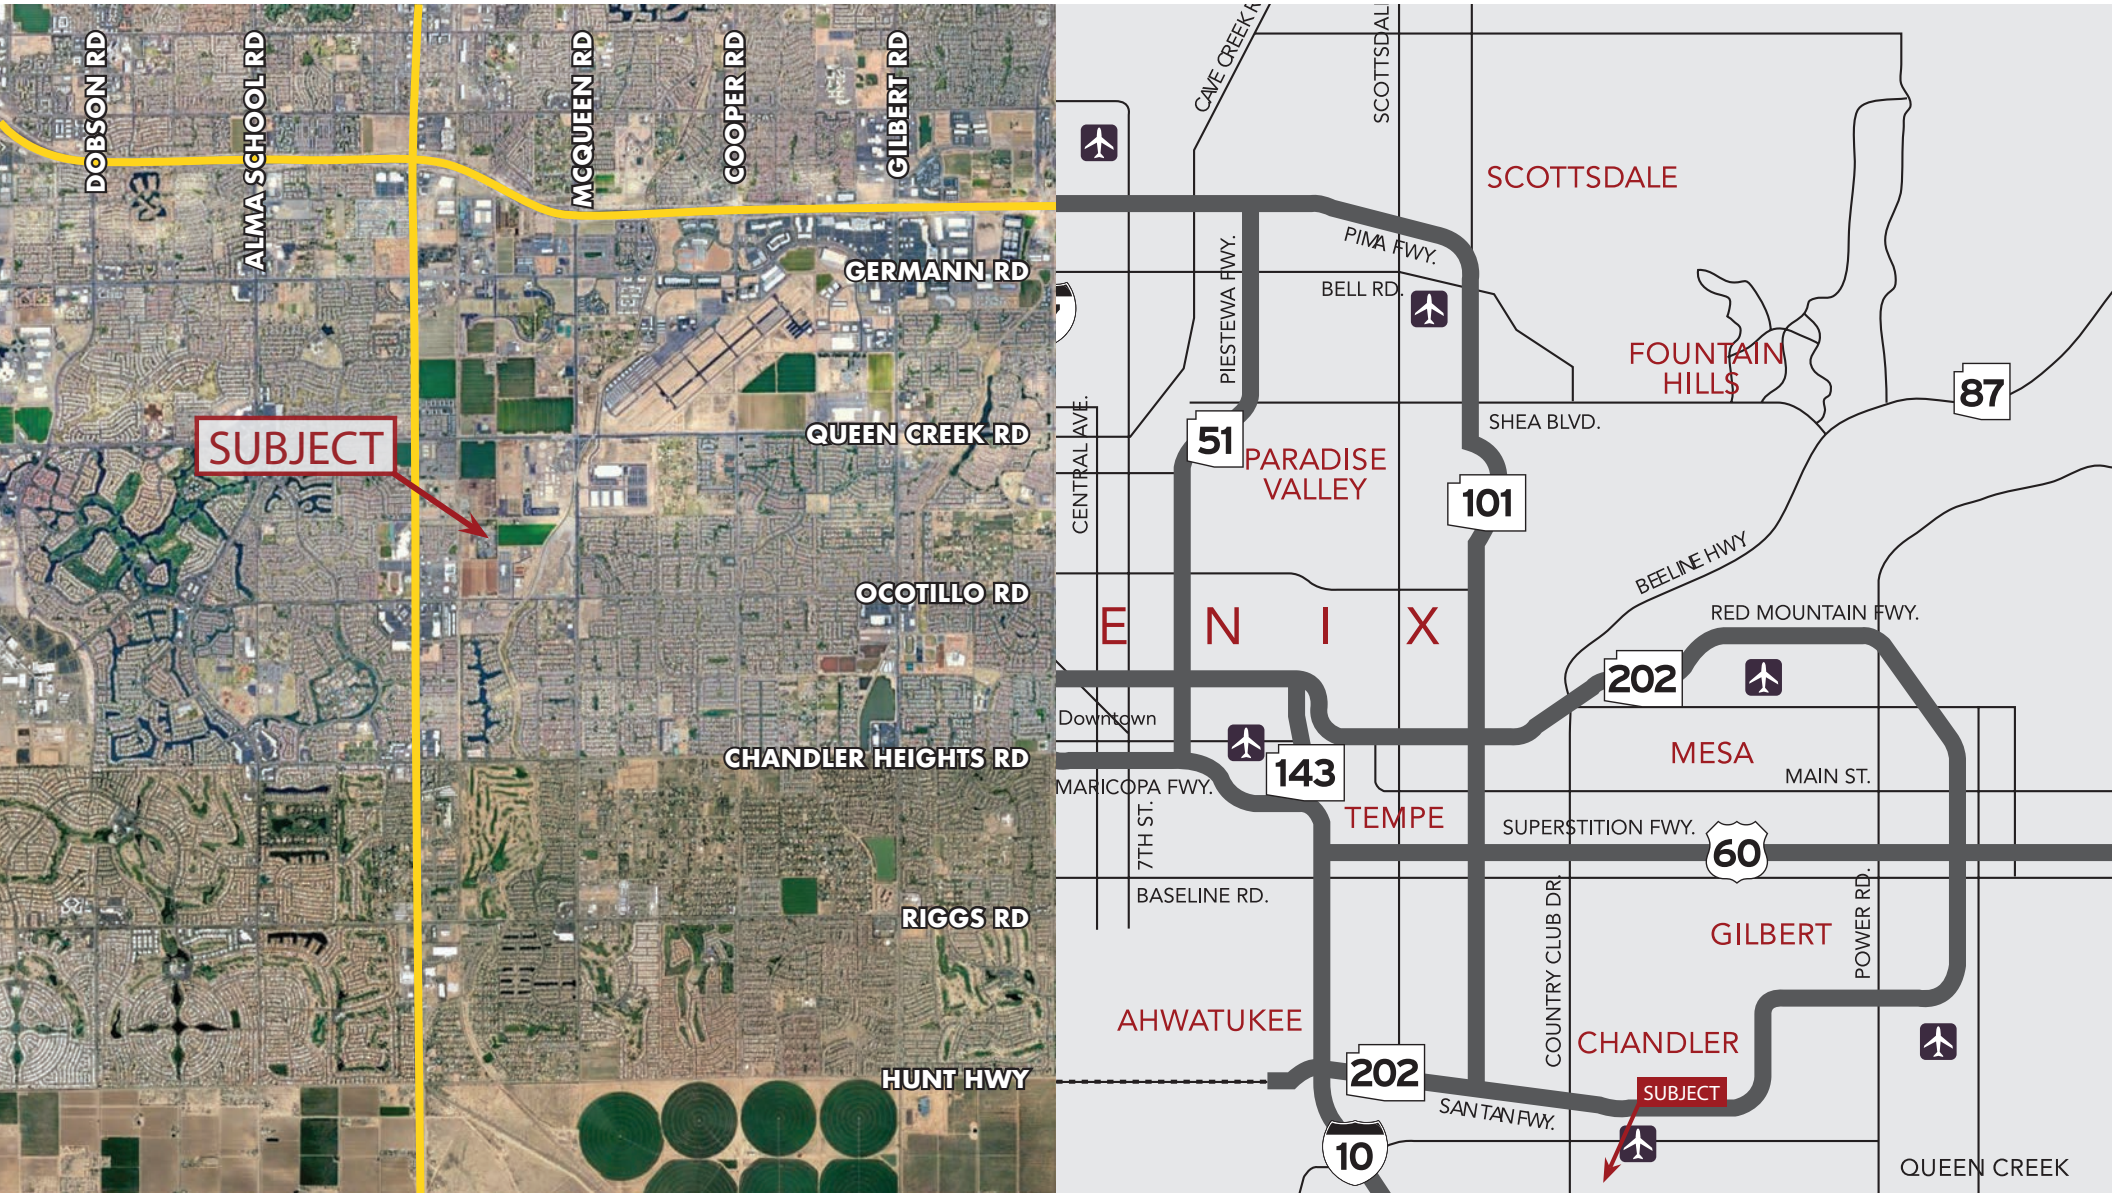 DOBSON RD
ALMA SCHOOL RD
MCQUEEN RD
COOPER RD
GILBERT RD
GERMANN RD
QUEEN CREEK RD
SUBJECT
OCOTILLO RD
CHANDLER HEIGHTS RD
RIGGS RD
HUNT HWY
CAVE CREEK R
SCOTTSDAL
SCOTTSDALE
PIMA FWY.
PIESTEWA FWY.
BELL RD.
FOUNTAIN
HILLS
87
CENTRAL AVE.
SHEA BLVD.
51
PARADISE
VALLEY
101
BEELINE HWY
RED MOUNTAIN FWY.
E N I X
202
Downtown
MESA
143
MAIN ST.
MARICOPA FWY.
7TH ST.
TEMPE
SUPERSTITION FWY.
60
BASELINE RD.
COUNTRY CLUB DR.
POWER RD.
GILBERT
AHWATUKEE
CHANDLER
202
SUBJECT
SAN TAN FWY.
10
QUEEN CREEK